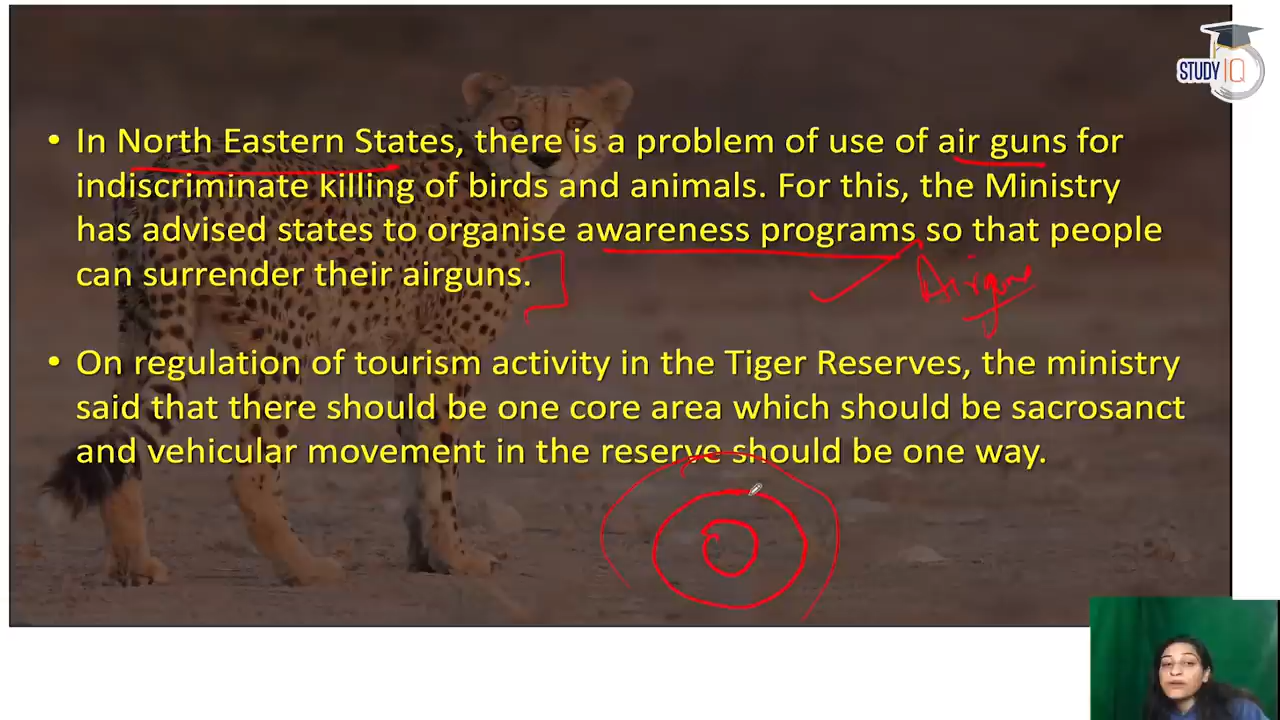 STUDY IQ
• In North Eastern States, there is a problem of use of air guns for
indiscriminate killing of birds and animals. For this, the Ministry
has advised states to organise awareness programs so that people
can surrender their airguns.
Airguns
• On regulation of tourism activity in the Tiger Reserves, the ministry
said that there should be one core area which should be sacrosanct
and vehicular movement in the reserve should be one way.